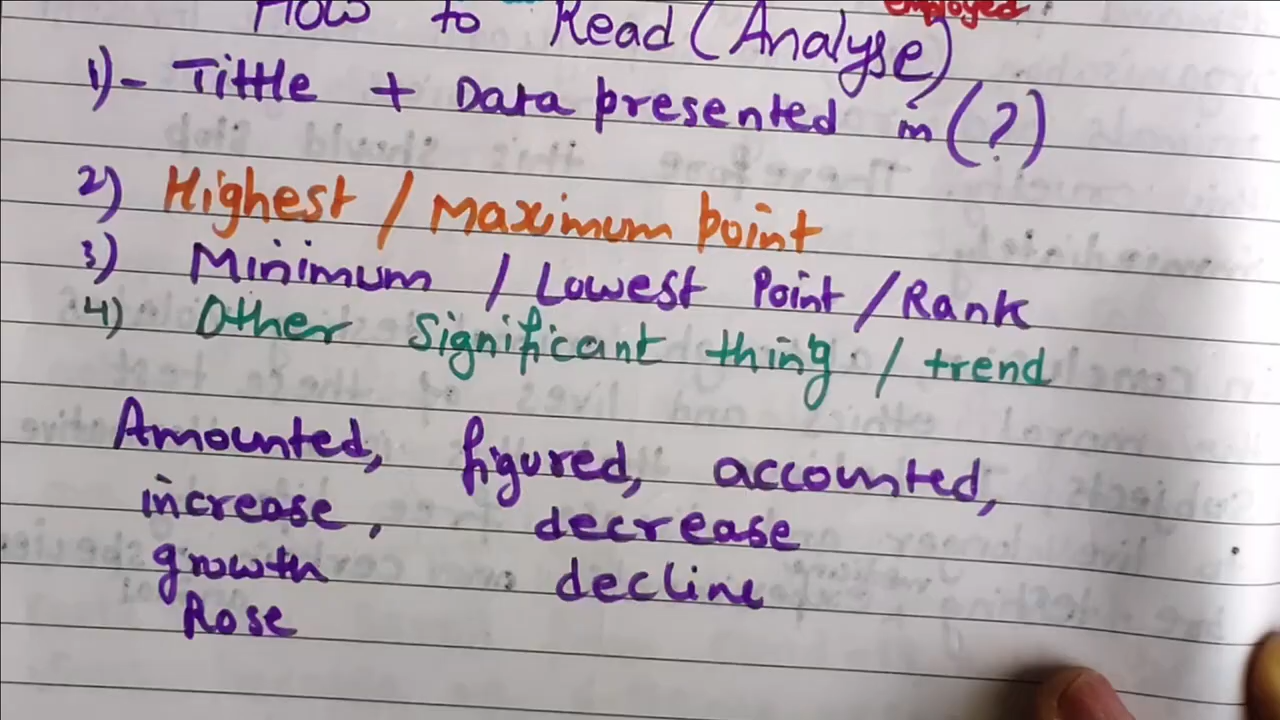 employed
How to Read (Analyse)
1)- Tittle + Data presented in (?)
2) Highest / Maximum point
3) Minimum / Lowest Point / Rank
4) Other Significant thing / trend
Amounted, figured, accounted,
increase, decrease
growth decline
Rose